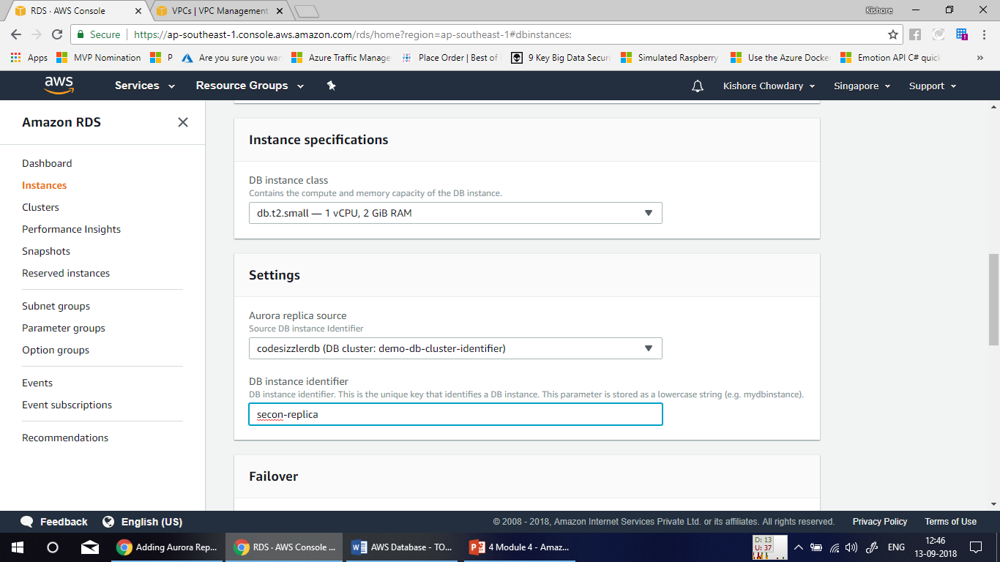 RDS · AWS Console
VPCs | VPC Management
Kishore
Secure
https://ap-southeast-1.console.aws.amazon.com/rds/home?region=ap-southeast-1#dbinstances:
Apps
MVP Nomination
P
Are you sure you wan
Azure Traffic Manage
Place Order | Best of
9 Key Big Data Securi
Simulated Raspberry
Use the Azure Docke
Emotion API C# quick
»
aws
Services
Resource Groups
Kishore Chowdary
Singapore
Support
Amazon RDS
Dashboard
Instances
Clusters
Performance Insights
Snapshots
Reserved instances
Subnet groups
Parameter groups
Option groups
Events
Event subscriptions
Recommendations
Instance specifications
DB instance class
Contains the compute and memory capacity of the DB instance.
db.t2.small — 1 vCPU, 2 GiB RAM
Settings
Aurora replica source
Source DB instance Identifier
codesizzlerdb (DB cluster: demo-db-cluster-identifier)
DB instance identifier
DB instance identifier. This is the unique key that identifies a DB instance. This parameter is stored as a lowercase string (e.g. mydbinstance).
secon-replica
Failover
Feedback
English (US)
© 2008 - 2018, Amazon Internet Services Private Ltd. or its affiliates. All rights reserved.
Privacy Policy
Terms of Use
Adding Aurora Rep...
RDS · AWS Console ...
AWS Database - TO...
4 Module 4 - Amaz...
D: 13
U: 37
ENG
12:46
13-09-2018